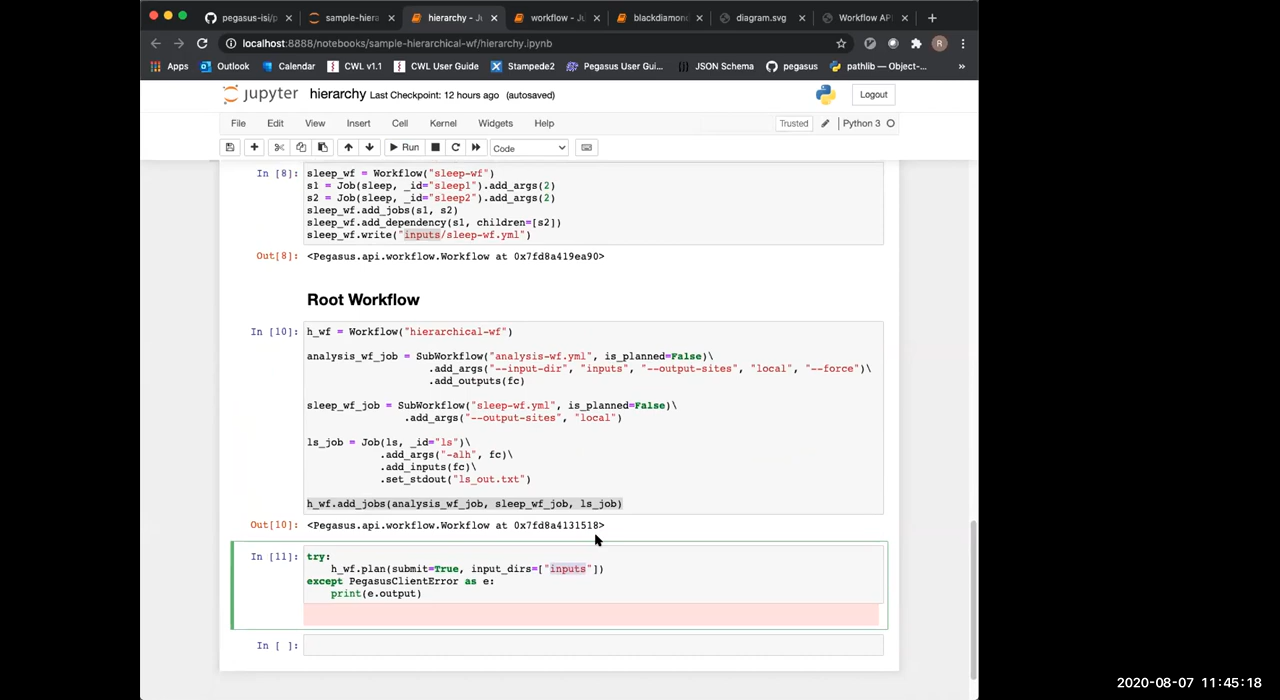 pegasus-isi/p
sample-hiera
hierarchy - Ju
workflow - Ju
blackdiamond
diagram.svg
Workflow API
localhost:8888/notebooks/sample-hierarchical-wf/hierarchy.ipynb
R
Apps
Outlook
Calendar
CWL v1.1
CWL User Guide
Stampede2
Pegasus User Gui...
JSON Schema
pegasus
pathlib — Object-...
»
jupyter hierarchy Last Checkpoint: 12 hours ago (autosaved)
Logout
File Edit View Insert Cell Kernel Widgets Help
Trusted
Python 3
Run
Code
In [8]: sleep_wf = Workflow("sleep-wf")
s1 = Job(sleep, _id="sleep1").add_args(2)
s2 = Job(sleep, _id="sleep2").add_args(2)
sleep_wf.add_jobs(s1, s2)
sleep_wf.add_dependency(s1, children=[s2])
sleep_wf.write("inputs/sleep-wf.yml")
Out[8]: <Pegasus.api.workflow.Workflow at 0x7fd8a419ea90>
Root Workflow
In [10]: h_wf = Workflow("hierarchical-wf")
analysis_wf_job = SubWorkflow("analysis-wf.yml", is_planned=False)\
.add_args("--input-dir", "inputs", "--output-sites", "local", "--force")\
.add_outputs(fc)
sleep_wf_job = SubWorkflow("sleep-wf.yml", is_planned=False)\
.add_args("--output-sites", "local")
ls_job = Job(ls, _id="ls")\
.add_args("-alh", fc)\
.add_inputs(fc)\
.set_stdout("ls_out.txt")
h_wf.add_jobs(analysis_wf_job, sleep_wf_job, ls_job)
Out[10]: <Pegasus.api.workflow.Workflow at 0x7fd8a4131518>
In [11]: try:
h_wf.plan(submit=True, input_dirs=["inputs"])
except PegasusClientError as e:
print(e.output)
In [ ]:
2020-08-07 11:45:18